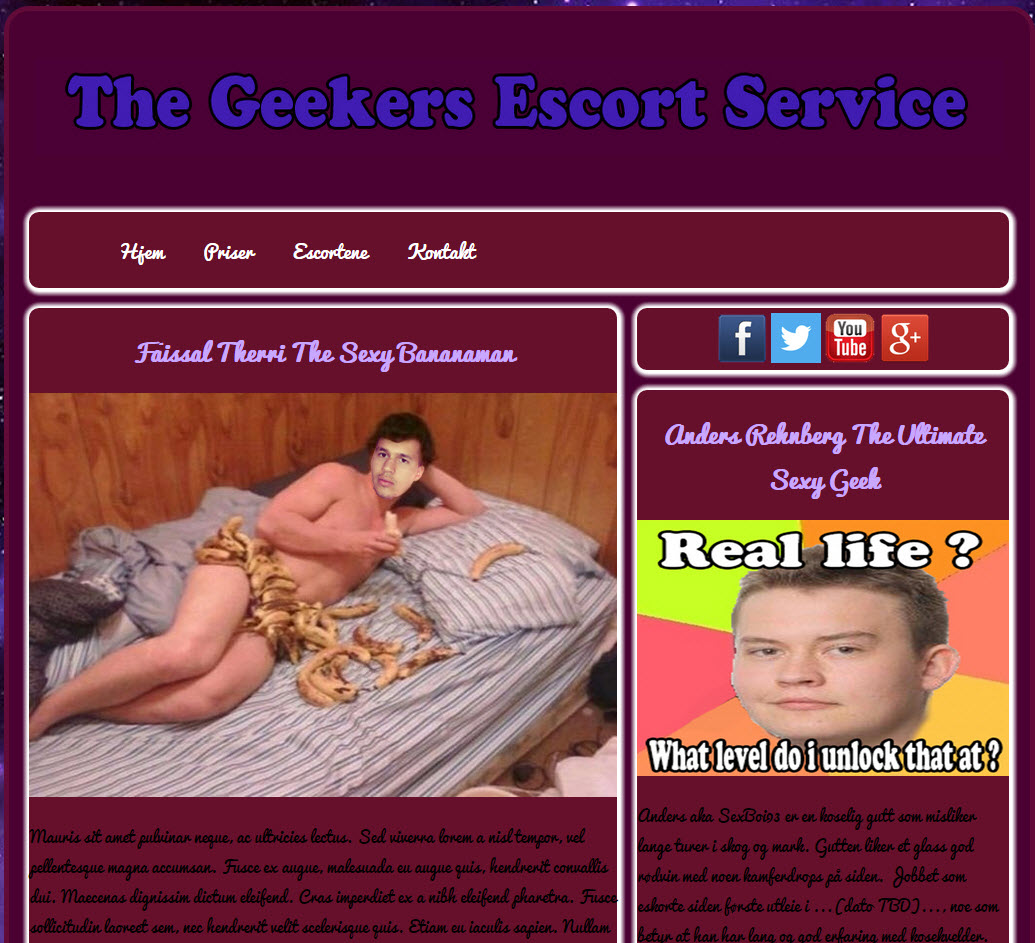 The Geekers Escort Service
Hjem Priser Escortene Kontakt
Faissal Therri The Sexy Bananaman
Mauris sit amet pulvinar neque, ac ultricies lectus. Sed viverra lorem a nisl tempor, vel
pellentesque magna accumsan. Fusce ex augue, malesuada eu augue quis, hendrerit convallis
dui. Maecenas dignissim dictum eleifend. Cras imperdiet ex a nibh eleifend pharetra. Fusce
sollicitudin laoreet sem, nec hendrerit velit scelerisque quis. Etiam eu iaculis sapien. Nullam
f
You
Tube
g+
Anders Rehnberg The Ultimate
Sexy Geek
Real life ?
What level do i unlock that at ?
Anders aka SexBoi93 er en koselig gutt som misliker
lange turer i skog og mark. Gutten liker et glass god
rødvin med noen kamferdrops på siden. Jobbet som
eskorte siden første utleie i ...(dato TBD)..., noe som
betyr at han har lang og god erfaring med kosekvelder,